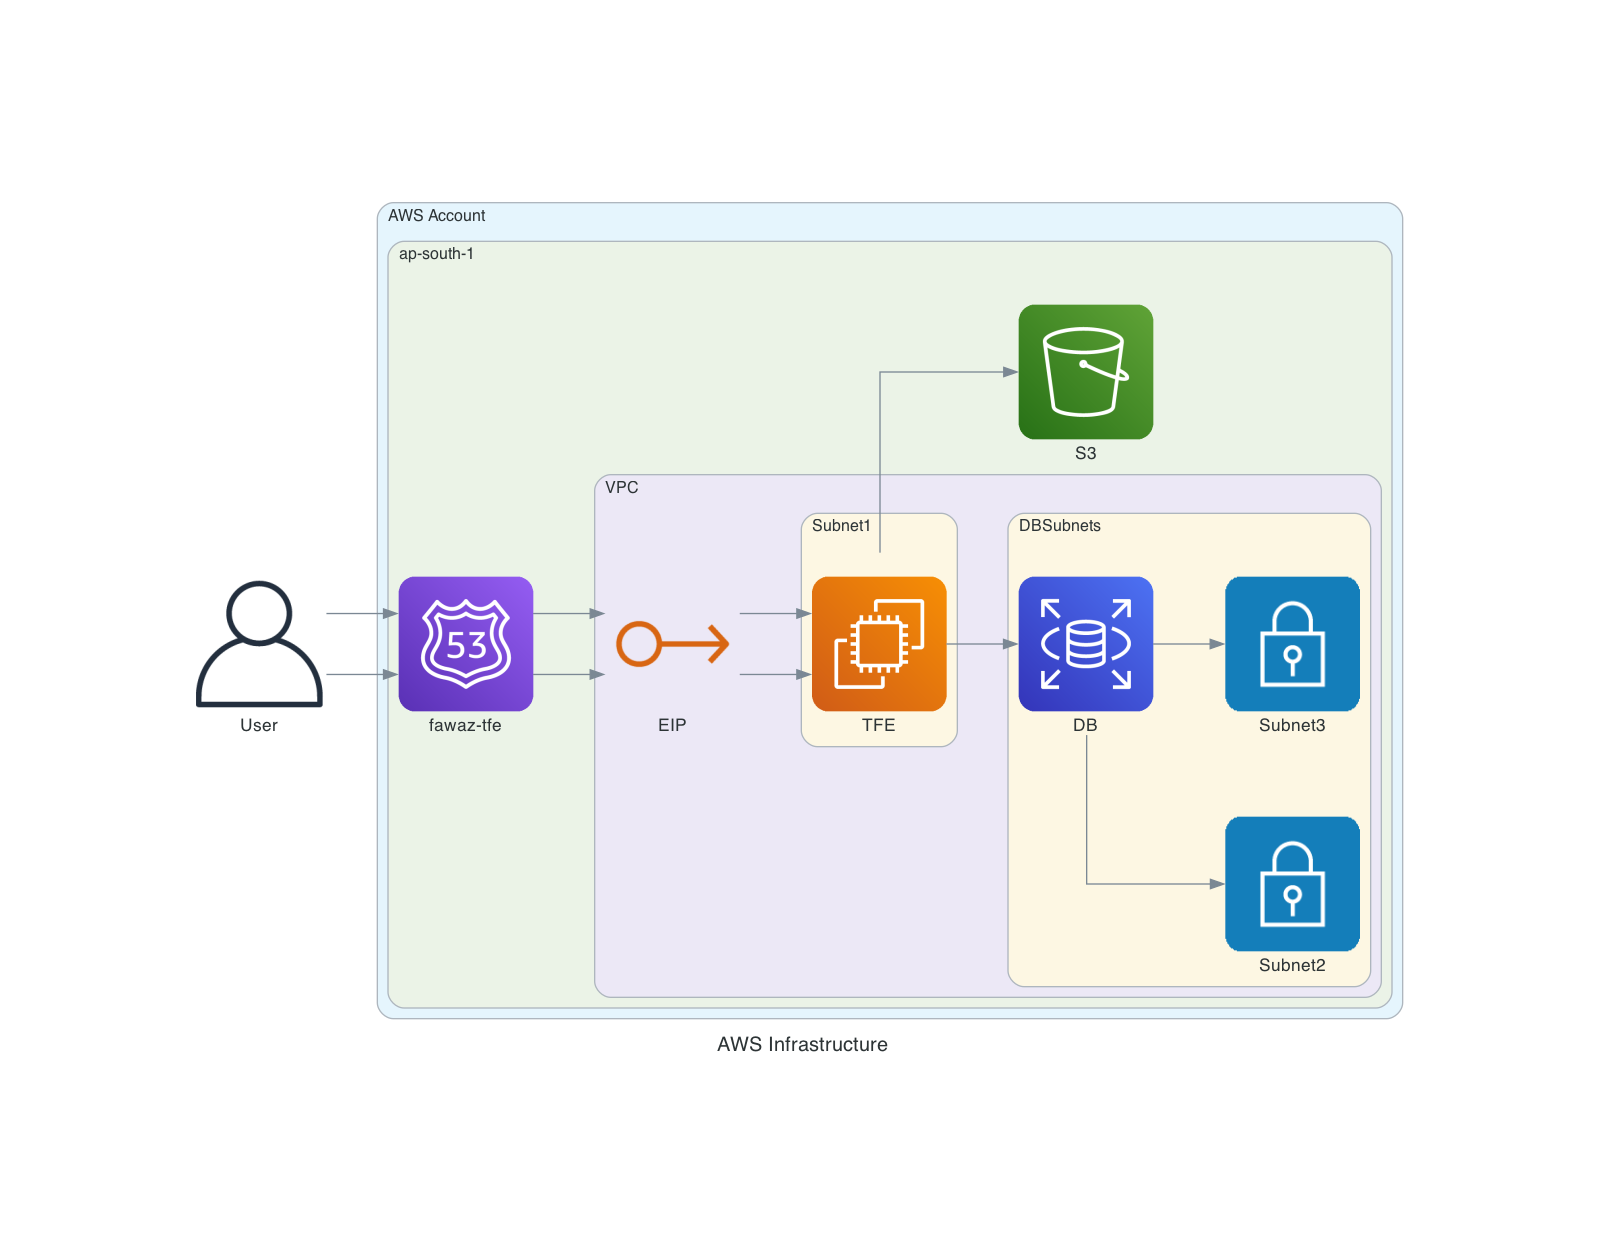 AWS Account
ap-south-1
S3
VPC
Subnet1
DBSubnets
53
User
fawaz-tfe
EIP
TFE
DB
Subnet3
Subnet2
AWS Infrastructure